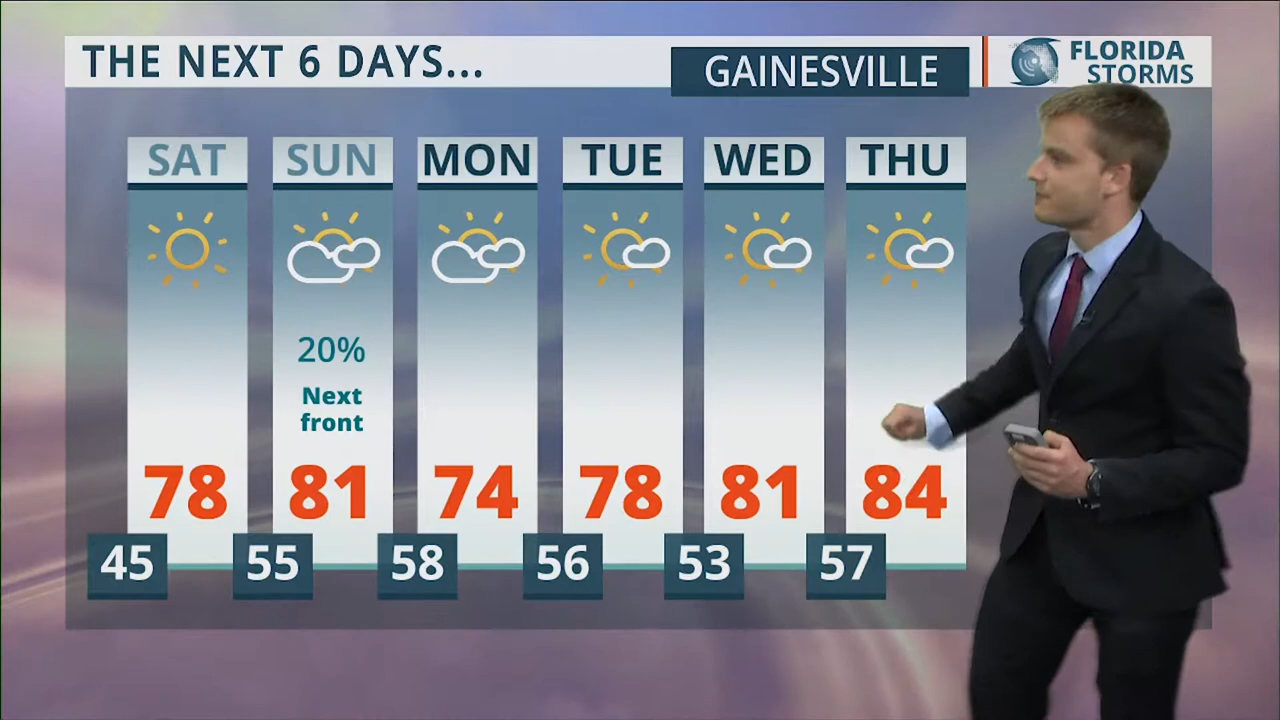 THE NEXT 6 DAYS...
GAINESVILLE
FLORIDA
STORMS
SAT SUN MON TUE WED THU
20%
Next
front
78 81 74 78 81 84
45 55 58 56 53 57